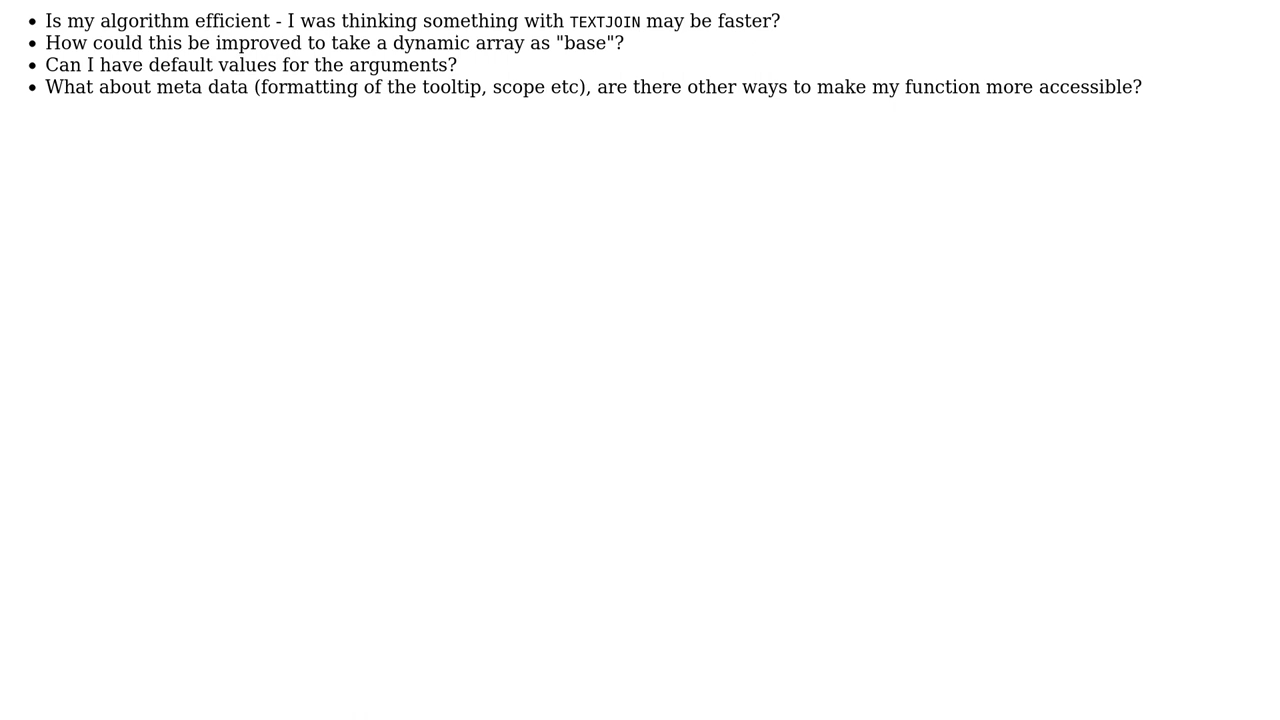 • Is my algorithm efficient - I was thinking something with TEXTJOIN may be faster?
• How could this be improved to take a dynamic array as "base"?
• Can I have default values for the arguments?
• What about meta data (formatting of the tooltip, scope etc), are there other ways to make my function more accessible?